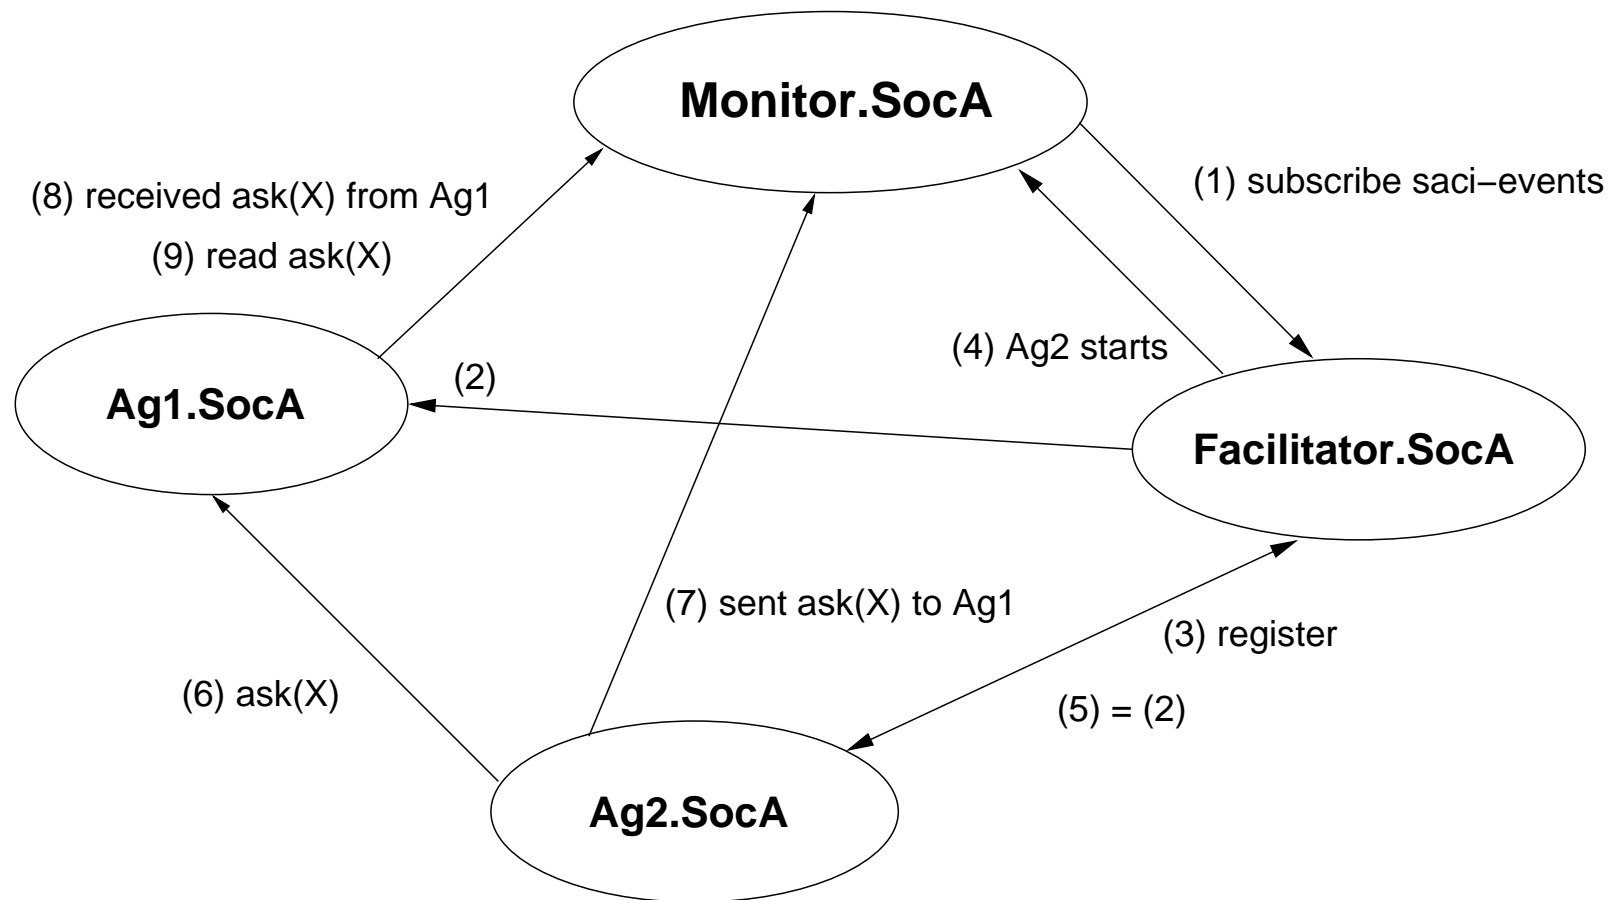 Monitor.SocA
(1) subscribe saci−events
(8) received ask(X) from Ag1
(9) read ask(X)
(4) Ag2 starts
(2)
Ag1.SocA
Facilitator.SocA
(7) sent ask(X) to Ag1
(3) register
(6) ask(X)
(5) = (2)
Ag2.SocA